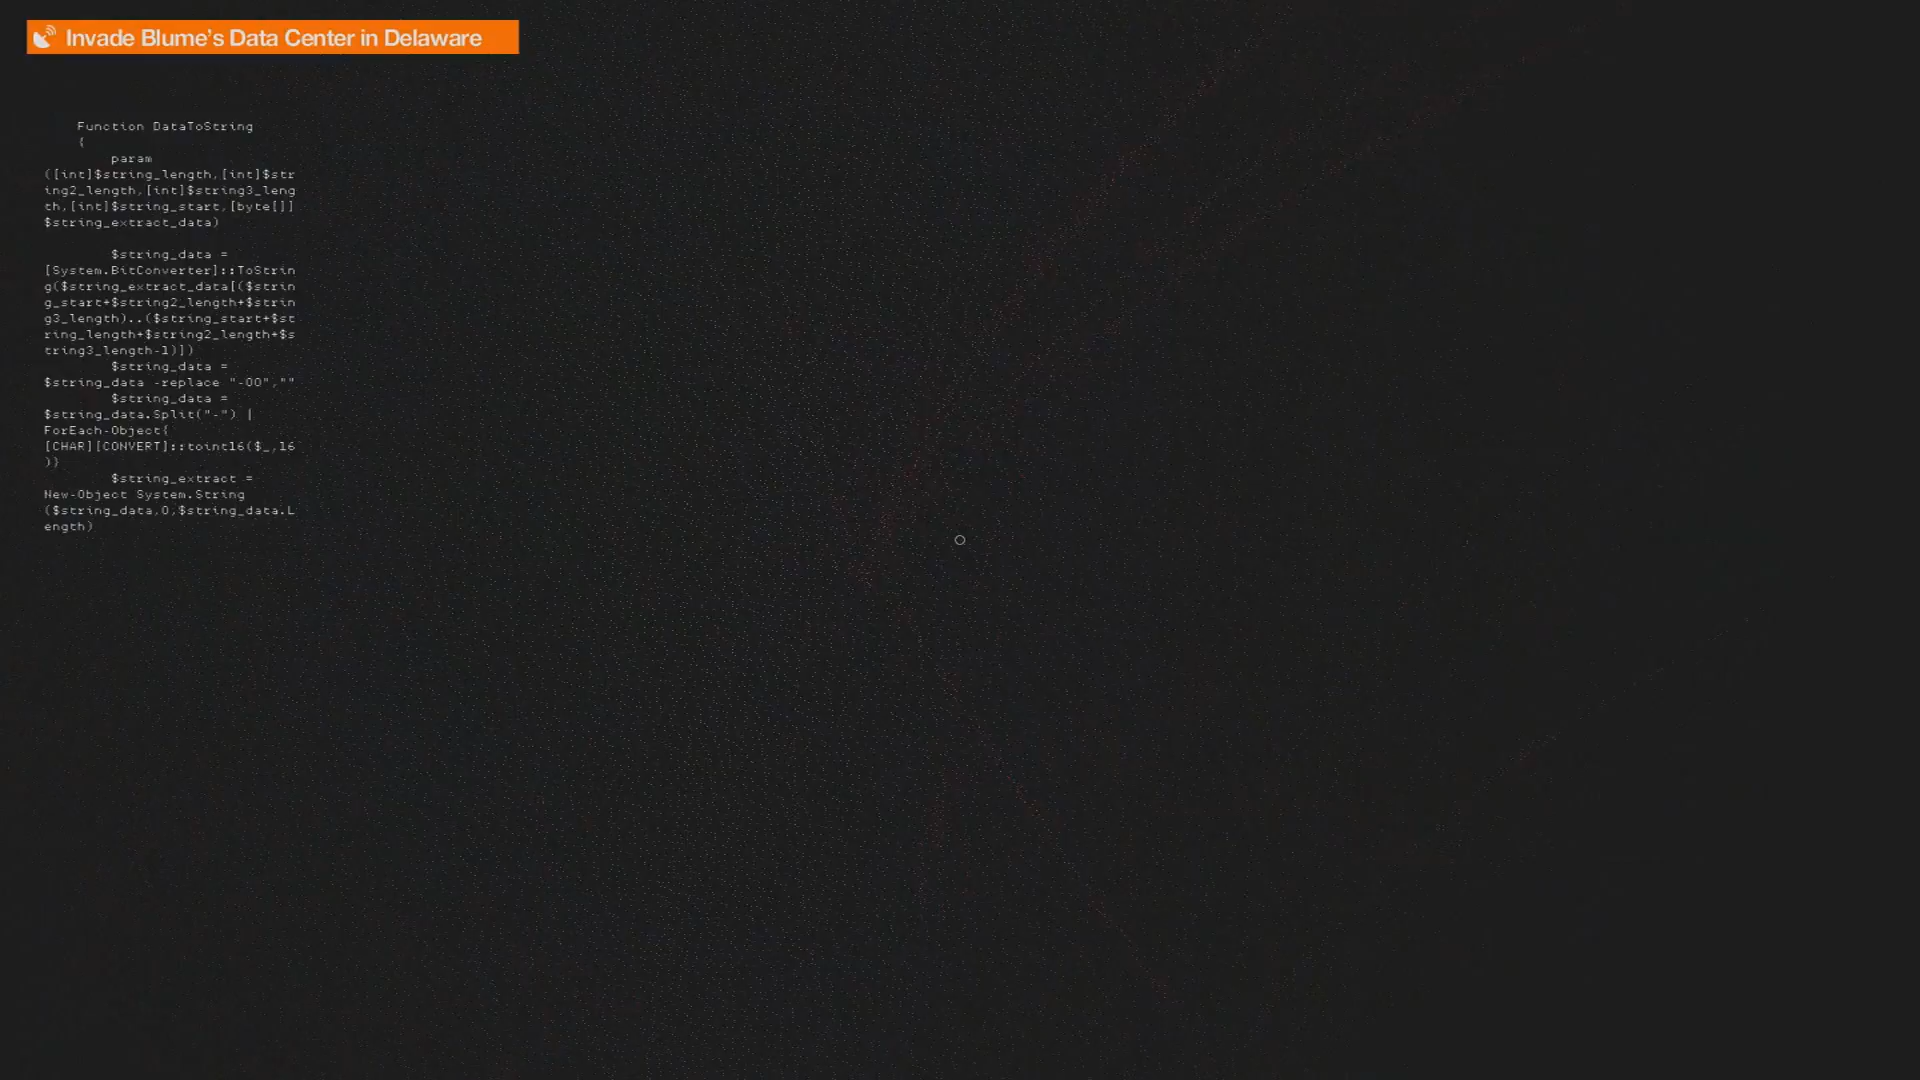 Invade Blume's Data Center in Delaware
Function DataToString
{
param
([int]$string_length,[int]$str
ing2_length,[int]$string3_leng
th,[int]$string_start,[byte[]]
$string_extract_data)
$string_data =
[System.BitConverter]::ToStrin
g($string_extract_data[($strin
g_start+$string2_length+$strin
g3_length)..($string_start+$st
ring_length+$string2_length+$s
tring3_length-1)])
$string_data =
$string_data -replace "-00",""
$string_data =
$string_data.Split("-") |
ForEach-Object{
[CHAR][CONVERT]::toint16($_,16
)}
$string_extract =
New-Object System.String
($string_data,0,$string_data.L
ength)